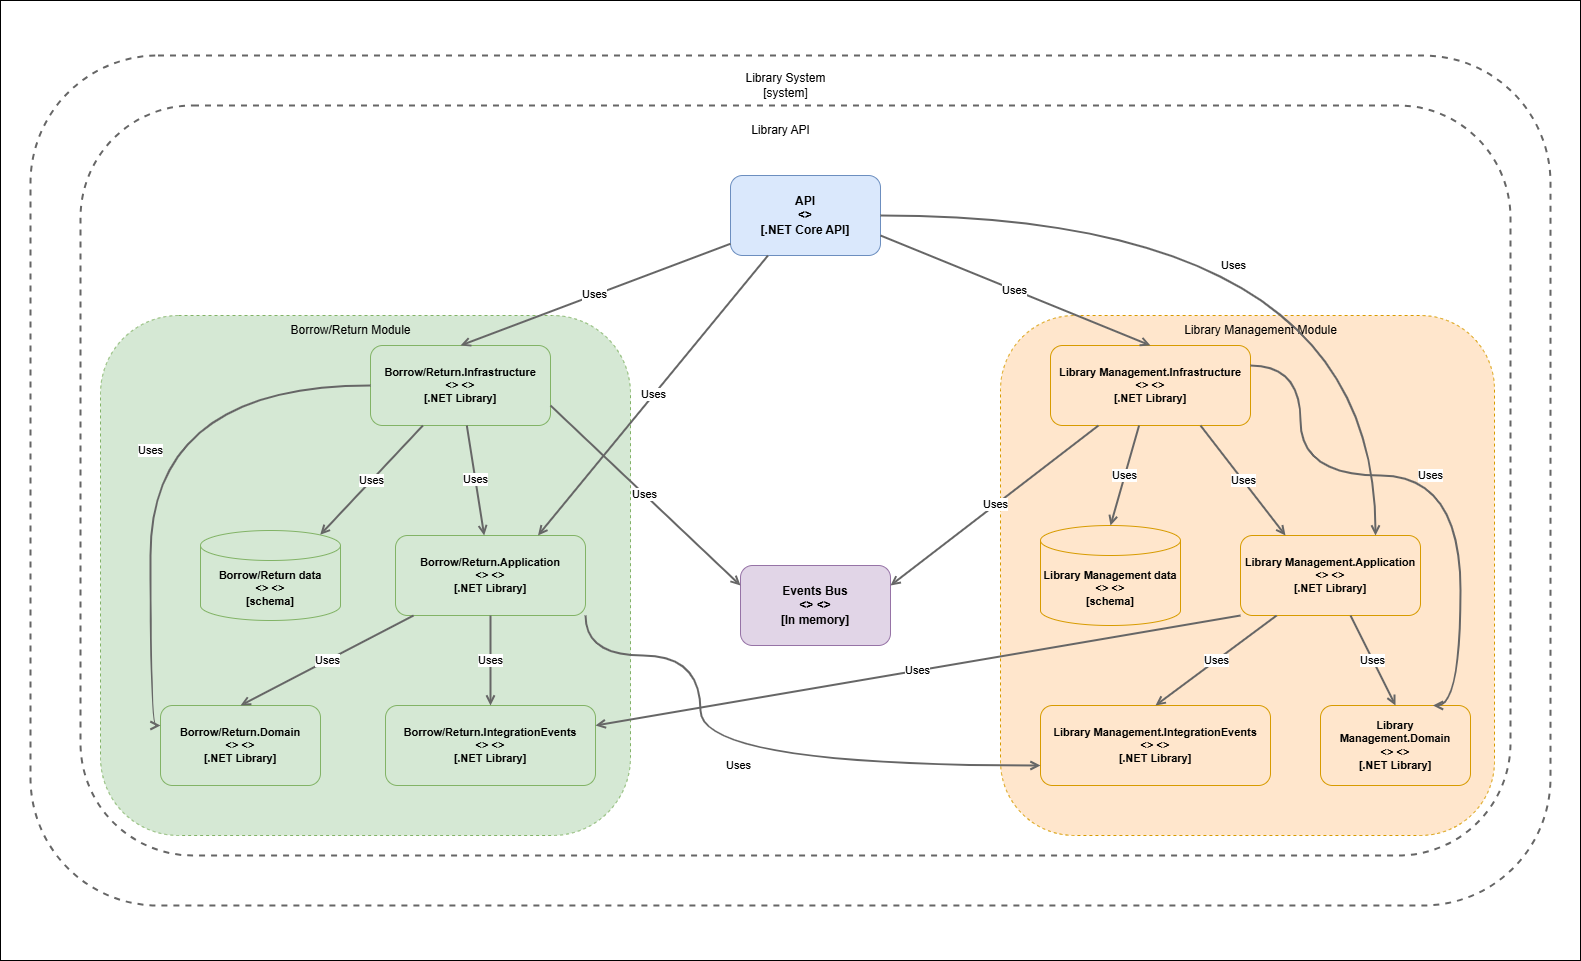 Library System
[system]
Library API
API
<>
[.NET Core API]
Uses
Uses
Uses
Uses
Borrow/Return Module
Library Management Module
Borrow/Return.Infrastructure
<> <>
[.NET Library]
Library Management.Infrastructure
<> <>
[.NET Library]
Uses
Uses
Uses
Uses
Uses
Uses
Uses
Uses
Borrow/Return data
<> <>
[schema]
Borrow/Return.Application
<> <>
[.NET Library]
Events Bus
<> <>
[In memory]
Library Management data
<> <>
[schema]
Library Management.Application
<> <>
[.NET Library]
Uses
Uses
Uses
Uses
Uses
Uses
Borrow/Return.Domain
<> <>
[.NET Library]
Borrow/Return.IntegrationEvents
<> <>
[.NET Library]
Library Management.IntegrationEvents
<> <>
[.NET Library]
Library
Management.Domain
<> <>
[.NET Library]